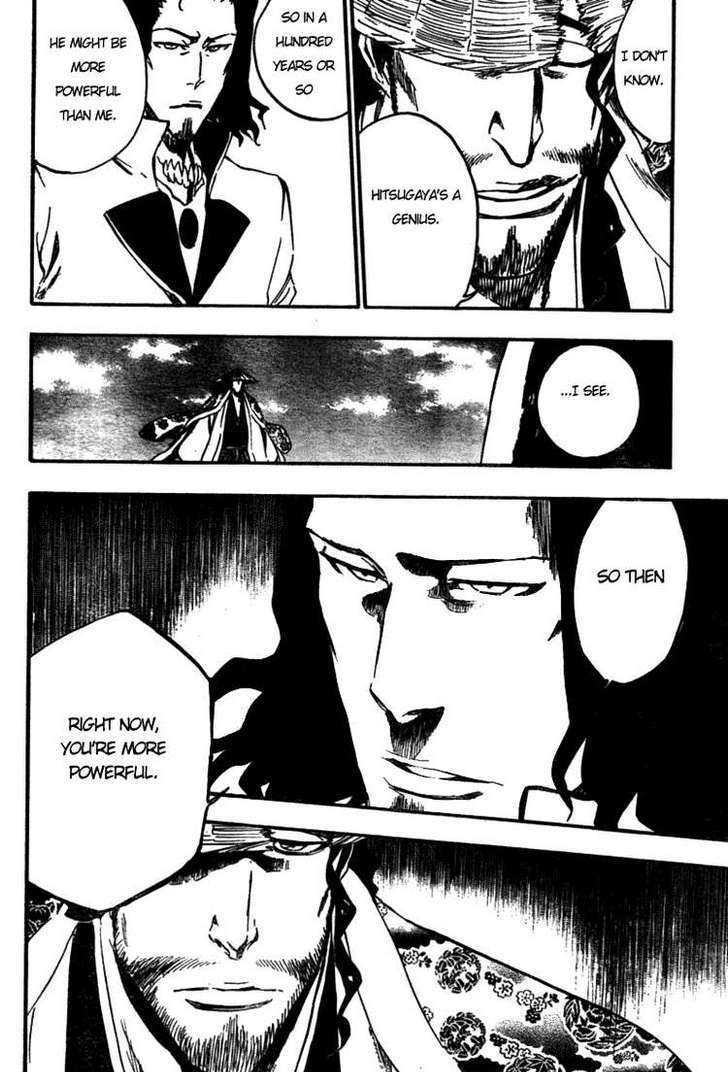 I DON'T
KNOW.
HITSUGAYA'S A
GENIUS.
SO IN A
HUNDRED
YEARS OR
SO
HE MIGHT BE
MORE
POWERFUL
THAN ME.
...I SEE.
SO THEN
RIGHT NOW,
YOU'RE MORE
POWERFUL.